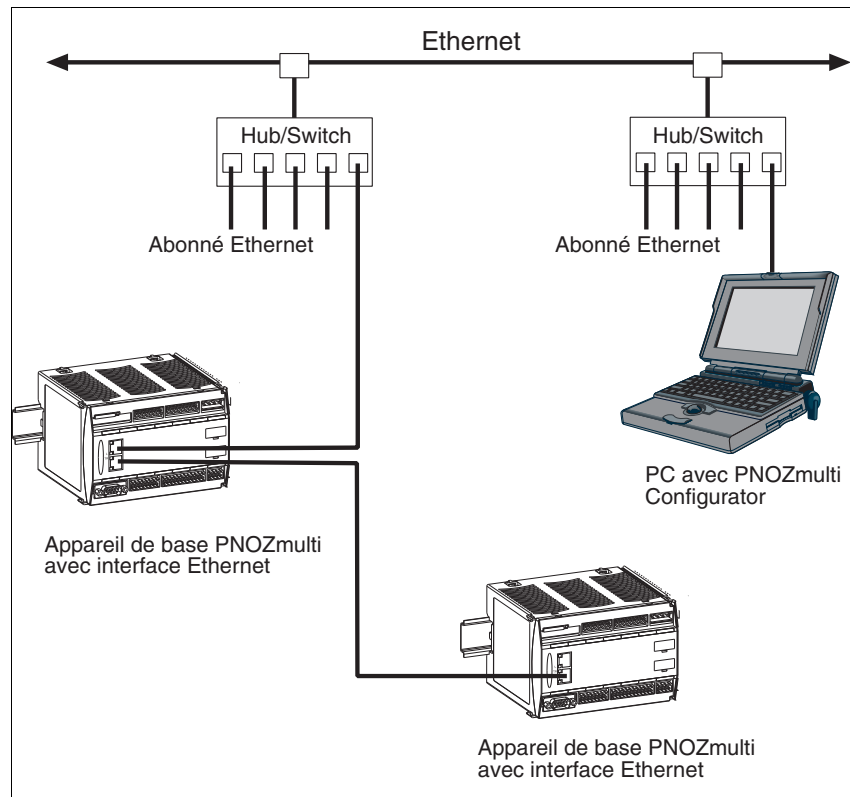 Ethernet
Hub/Switch
Hub/Switch
Abonné Ethernet
Abonné Ethernet
PC avec PNOZmulti
Configurator
Appareil de base PNOZmulti
avec interface Ethernet
Appareil de base PNOZmulti
avec interface Ethernet